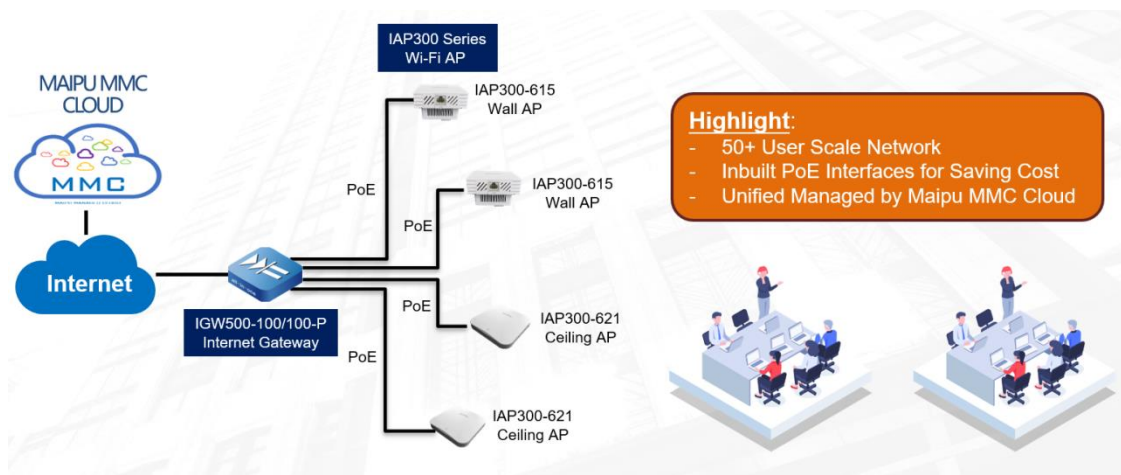 IAP300 Series
Wi-Fi AP
MAIPU MMC
CLOUD
MMC
Internet
IGW500-100/100-P
Internet Gateway
PoE
IAP300-615
Wall AP
PoE
IAP300-615
Wall AP
PoE
IAP300-621
Ceiling AP
PoE
IAP300-621
Ceiling AP
Highlight:
- 50+ User Scale Network
- Inbuilt PoE Interfaces for Saving Cost
- Unified Managed by Maipu MMC Cloud